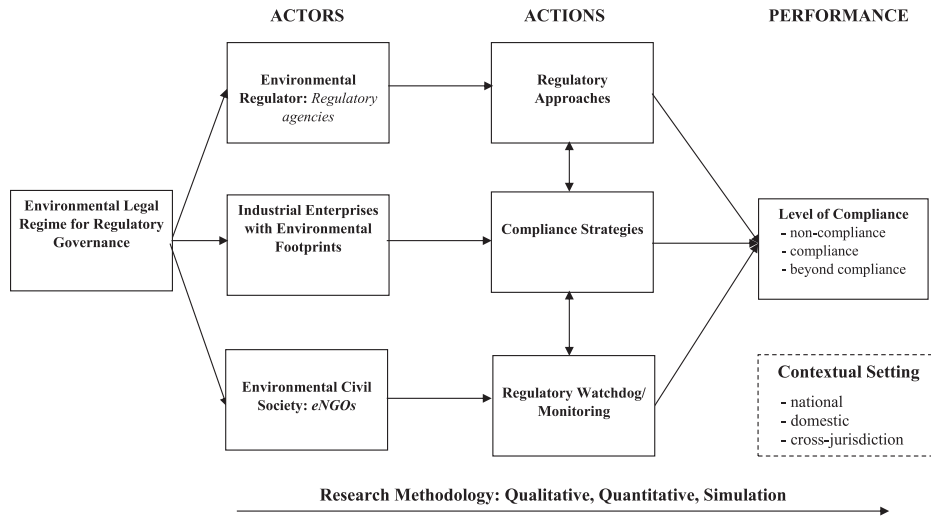 ACTORS
ACTIONS
PERFORMANCE
Environmental
Regulator: Regulatory
agencies
Regulatory
Approaches
Environmental Legal
Regime for Regulatory
Governance
Industrial Enterprises
with Environmental
Footprints
Compliance Strategies
Level of Compliance
- non-compliance
- compliance
- beyond compliance
Environmental Civil
Society: eNGOs
Regulatory Watchdog/
Monitoring
Contextual Setting
- national
- domestic
- cross-jurisdiction
Research Methodology: Qualitative, Quantitative, Simulation